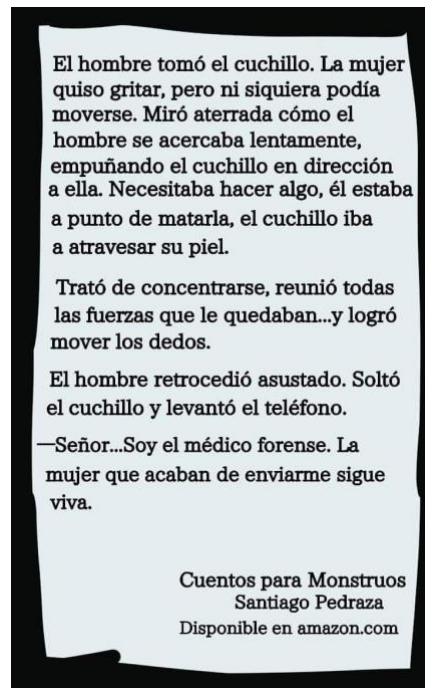 El hombre tomó el cuchillo. La mujer
quiso gritar, pero ni siquiera podía
moverse. Miró aterrada cómo el
hombre se acercaba lentamente,
empuñando el cuchillo en dirección
a ella. Necesitaba hacer algo, él estaba
a punto de matarla, el cuchillo iba
a atravesar su piel.
Trató de concentrarse, reunió todas
las fuerzas que le quedaban...y logró
mover los dedos.
El hombre retrocedió asustado. Soltó
el cuchillo y levantó el teléfono.
—Señor...Soy el médico forense. La
mujer que acaban de enviarme sigue
viva.
Cuentos para Monstruos
Santiago Pedraza
Disponible en amazon.com